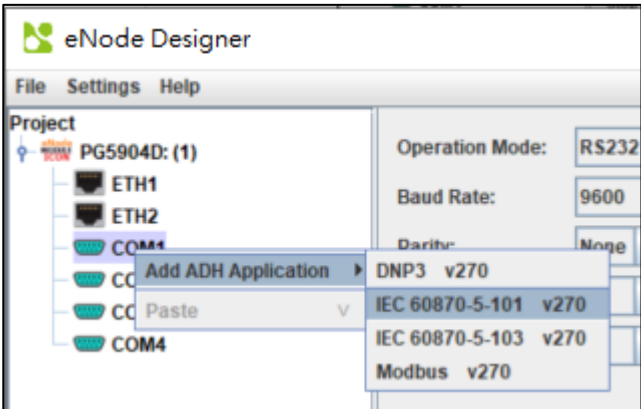 eNode Designer
File Settings Help
Project
PG5904D: (1)
ETH1
ETH2
COM1
COM4
Add ADH Application
Paste V
DNP3 v270
IEC 60870-5-101 v270
IEC 60870-5-103 v270
Modbus v270
Operation Mode: RS232
Baud Rate: 9600
Parity: None